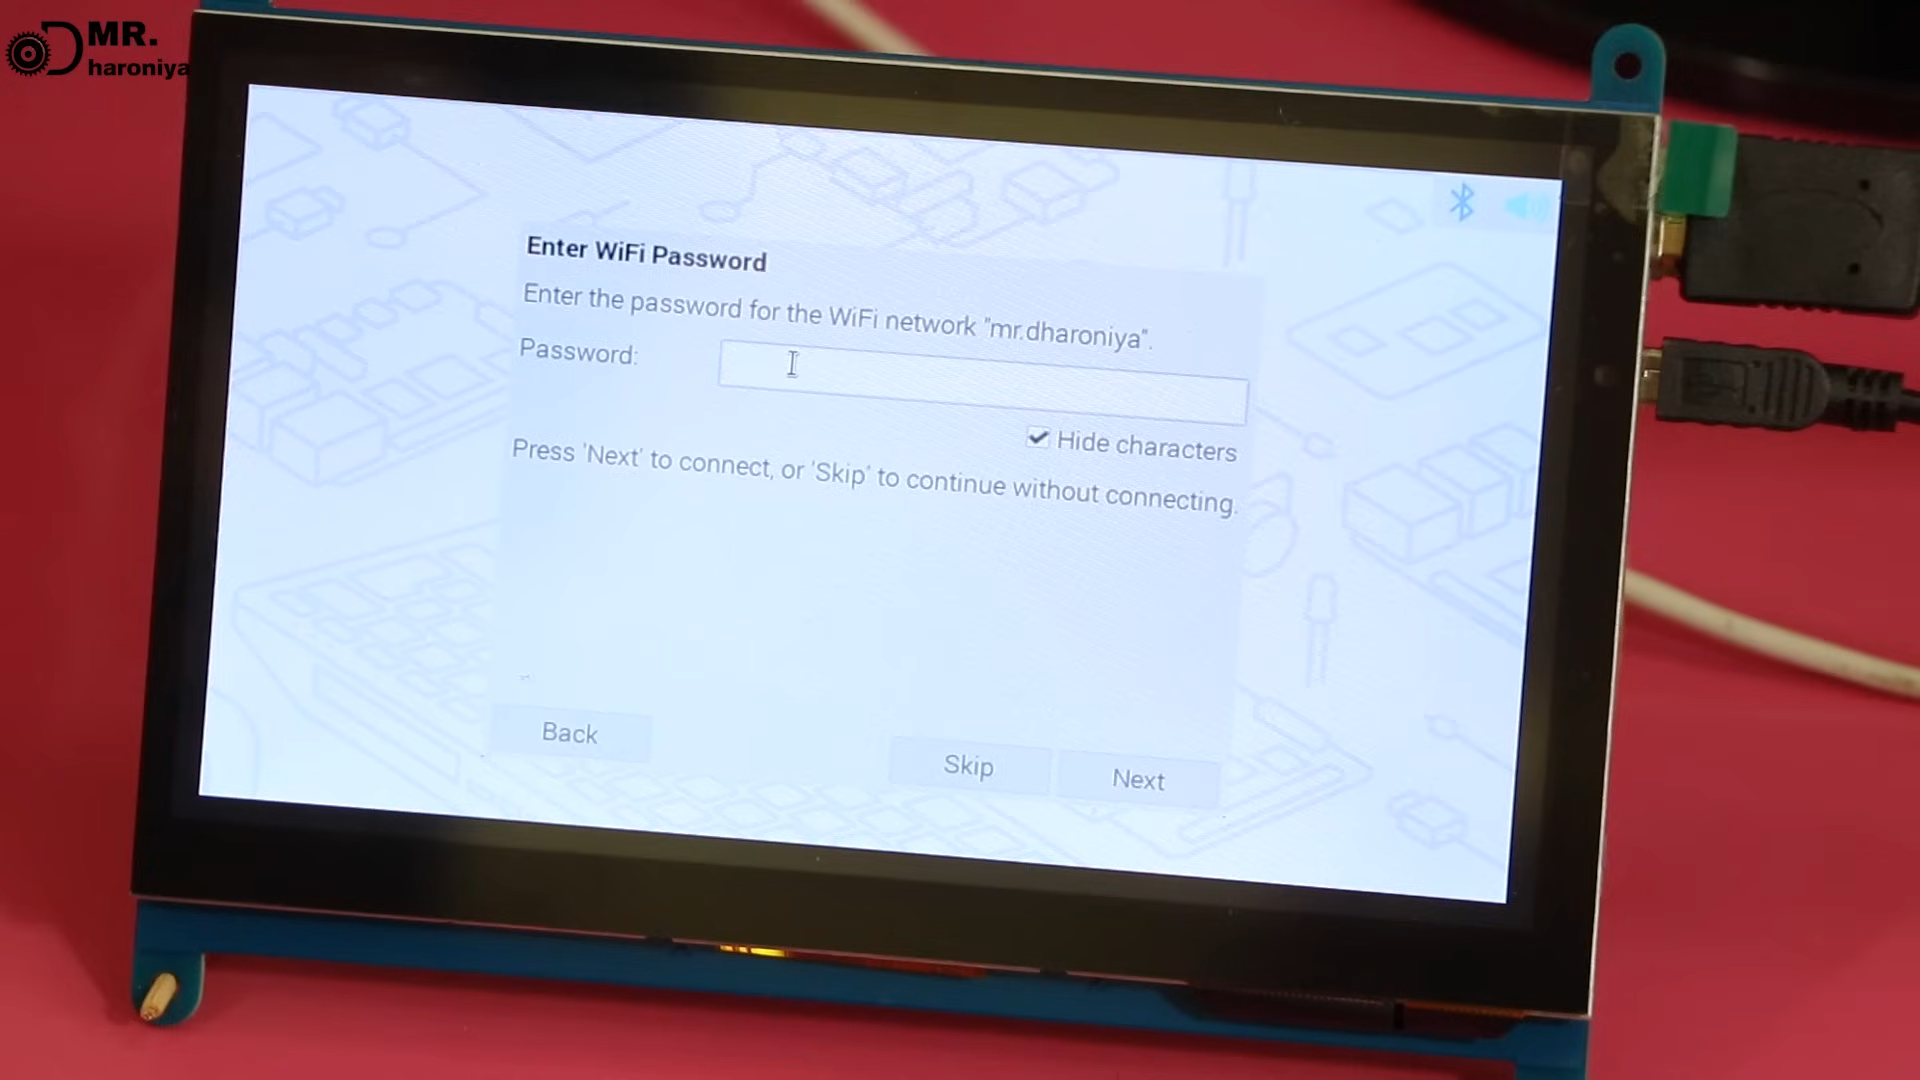 MR.
haroniya
Enter WiFi Password
Enter the password for the WiFi network "mr.dharoniya".
Password:
Hide characters
Press 'Next' to connect, or 'Skip' to continue without connecting.
Back
Skip
Next